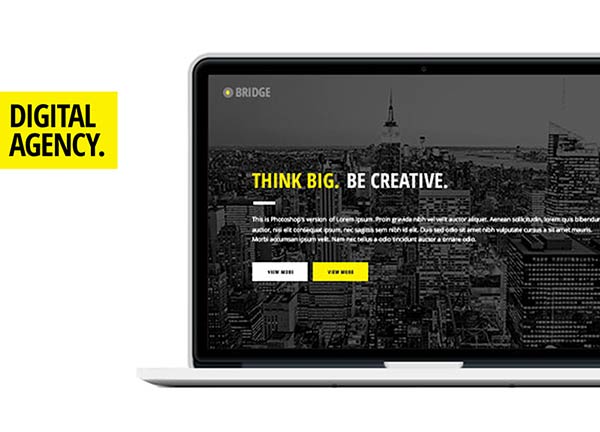 DIGITAL
AGENCY.
BRIDGE
THINK BIG. BE CREATIVE.
This is Photoshop's version of Lorem Ipsum. Proin gravida nibh vel velit auctor aliquet. Aenean sollicitudin, lorem quis bibendum
auctor, nisi elit consequat ipsum, nec sagittis sem nibh id elit. Duis sed odio sit amet nibh vulputate cursus a sit amet mauris.
Morbi accumsan ipsum velit. Nam nec tellus a odio tincidunt auctor a ornare odio.
VIEW MORE VIEW MORE